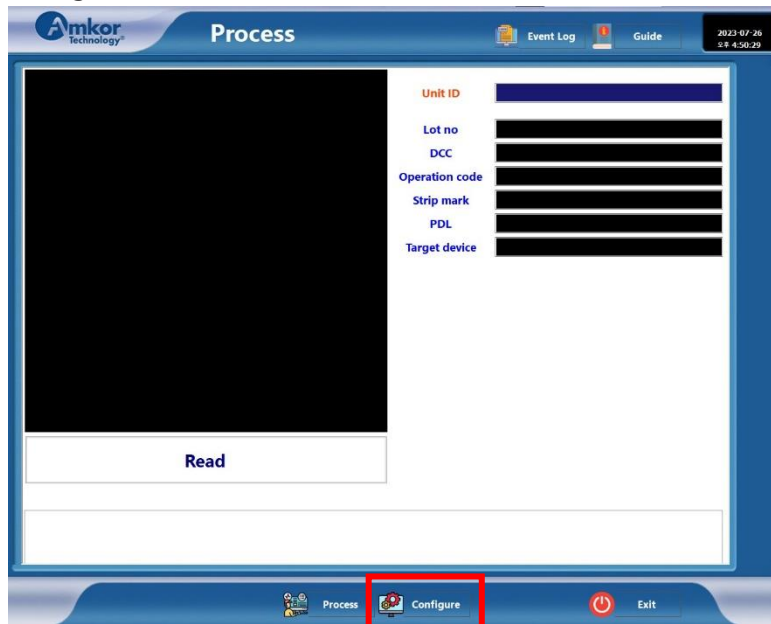 Amkor
Technology®
Process
Event Log
Guide
2023-07-26
오후 4:50:29
Unit ID
Lot no
DCC
Operation code
Strip mark
PDL
Target device
Read
Process
Configure
Exit